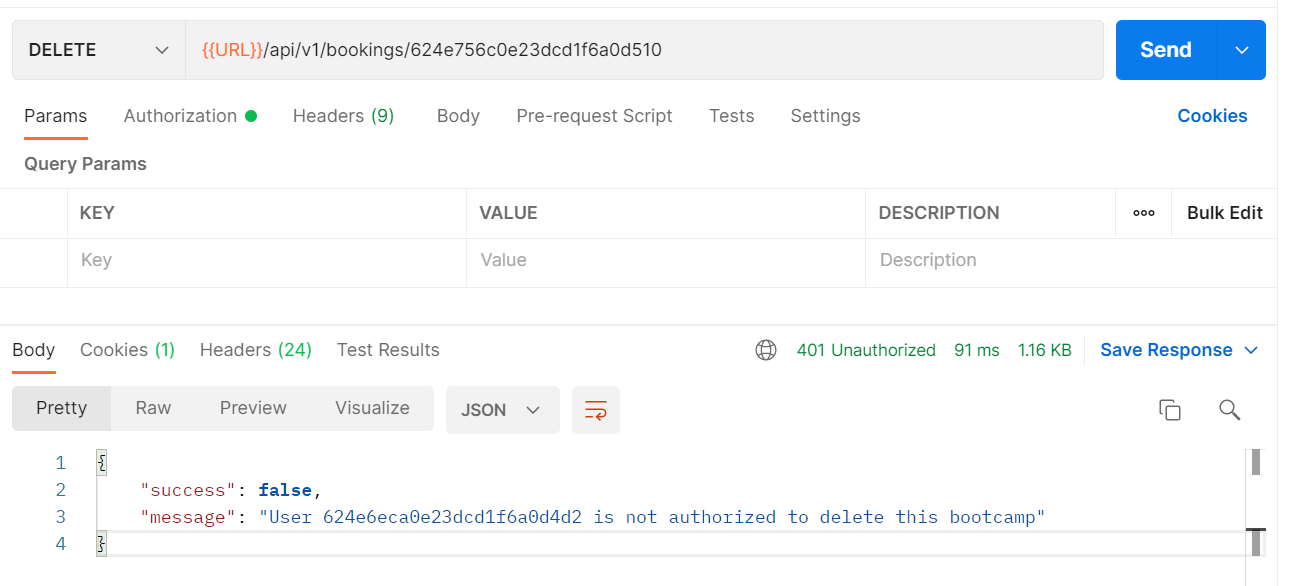 DELETE {{URL}}/api/v1/bookings/624e756c0e23dcd1f6a0d510 Send
Params Authorization Headers (9) Body Pre-request Script Tests Settings Cookies
Query Params
KEY VALUE DESCRIPTION ooo Bulk Edit
Key Value Description
Body Cookies (1) Headers (24) Test Results 401 Unauthorized 91 ms 1.16 KB Save Response
Pretty Raw Preview Visualize JSON
1 {
2 "success": false,
3 "message": "User 624e6eca0e23dcd1f6a0d4d2 is not authorized to delete this bootcamp"
4 }